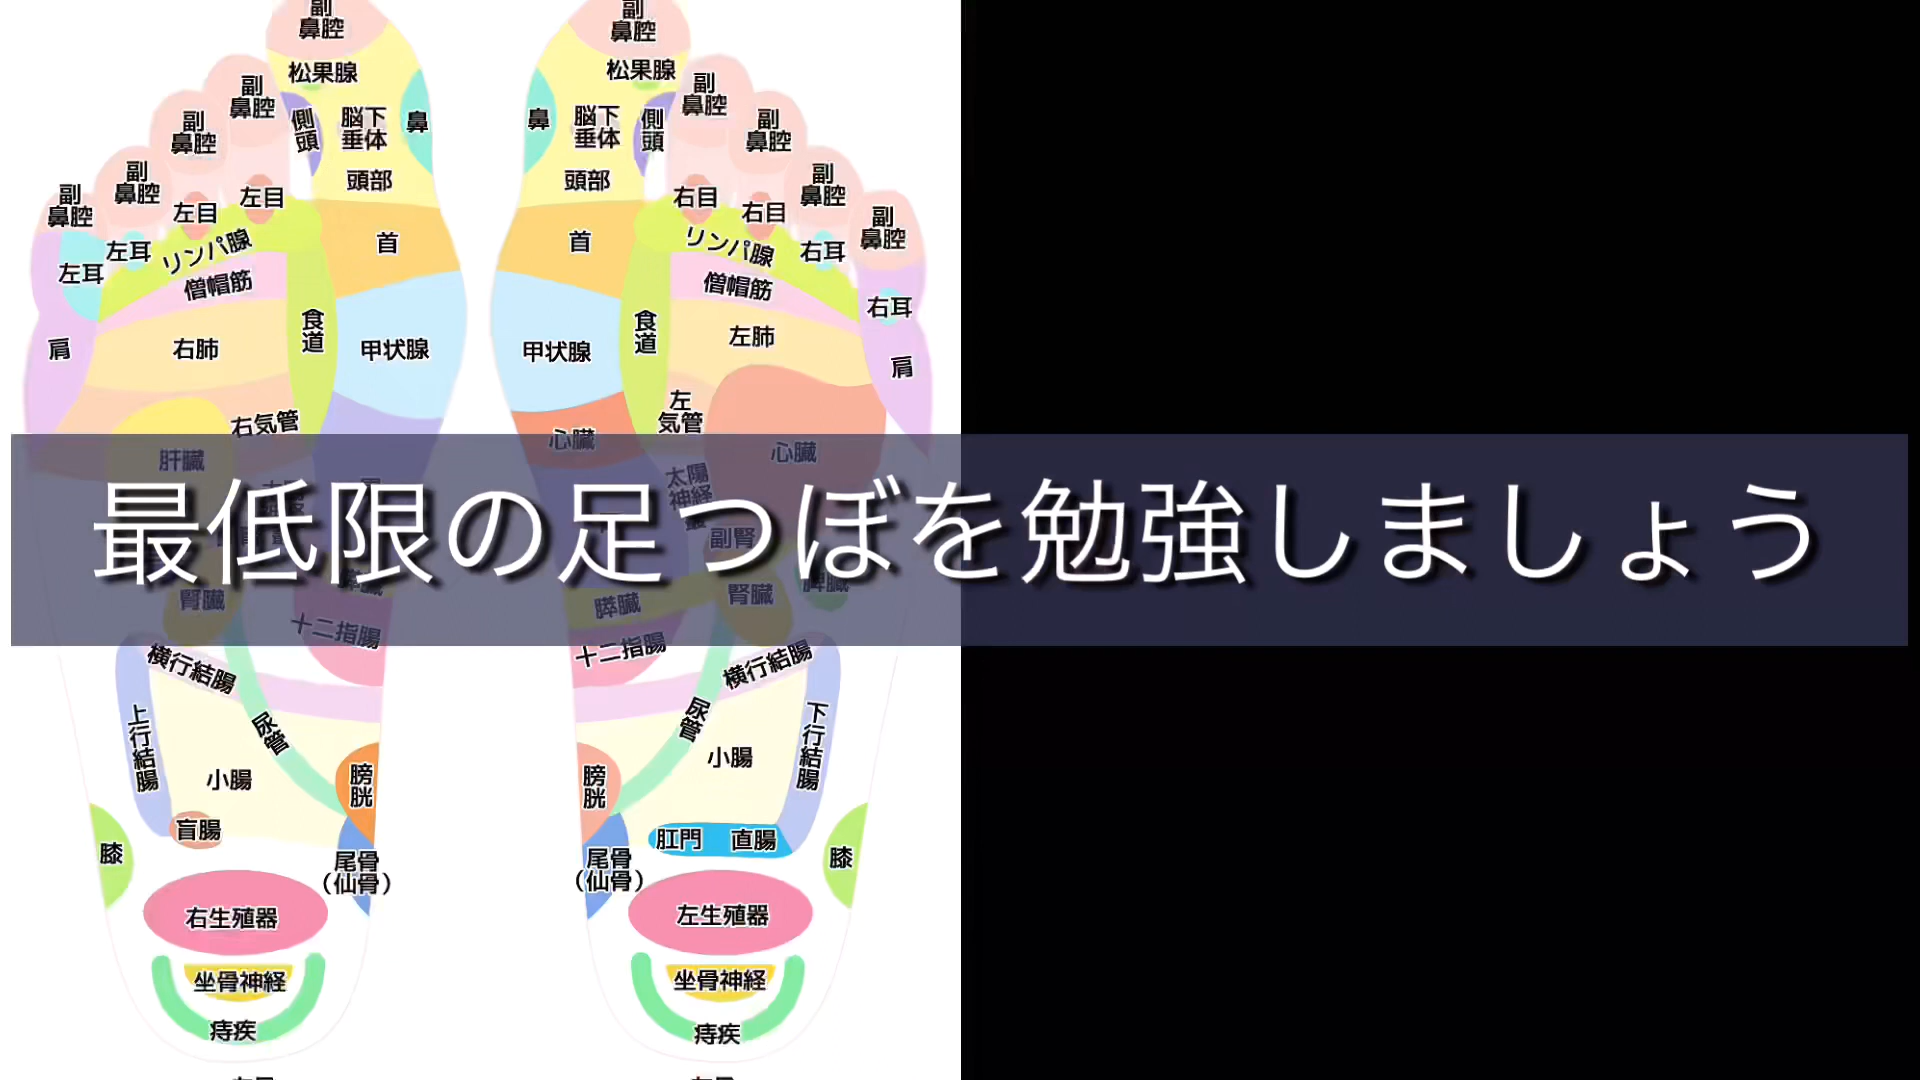 副
鼻腔
松果腺
副
鼻腔
側
頭
脳下
垂体
鼻
副
鼻腔
頭部
副
鼻腔
副
鼻腔
左目
左目
首
左耳
左耳
リンパ腺
僧帽筋
食道
肩
右肺
甲状腺
右気管
肝臓
腎臓
十二指腸
横行結腸
上行結腸
尿管
小腸
膀胱
盲腸
膝
尾骨
（仙骨）
右生殖器
坐骨神経
痔疾
副
鼻腔
松果腺
副
鼻腔
鼻
脳下
垂体
側
頭
副
鼻腔
頭部
副
鼻腔
右目
右目
副
鼻腔
首
リンパ腺
右耳
僧帽筋
右耳
食道
左肺
甲状腺
肩
左
気管
心臓
心臓
太陽
神経
叢
副腎
腎臓
脾臓
膵臓
十二指腸
横行結腸
尿管
下行結腸
小腸
膀胱
肛門 直腸
膝
尾骨
（仙骨）
左生殖器
坐骨神経
痔疾
最低限の足つぼを勉強しましょう